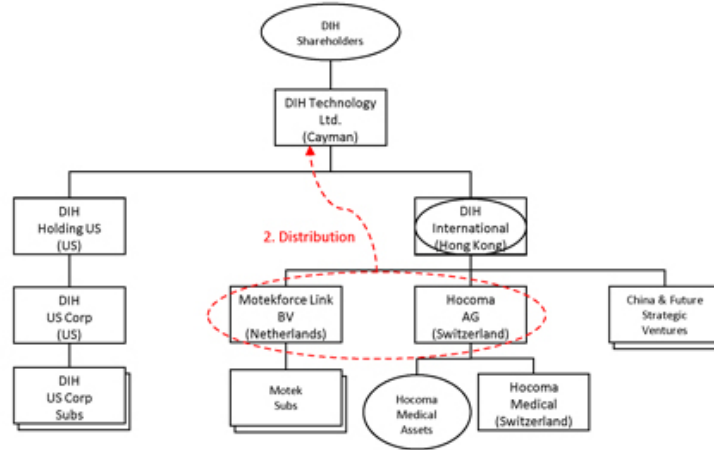 DIH
Shareholders
DIH Technology
Ltd.
(Cayman)
DIH
Holding US
(US)
2. Distribution
DIH
International
(Hong Kong)
DIH
US Corp
(US)
Motekforce Link
BV
(Netherlands)
Hocoma
AG
(Switzerland)
China & Future
Strategic
Ventures
DIH
US Corp
Subs
Motek
Subs
Hocoma
Medical
Assets
Hocoma
Medical
(Switzerland)